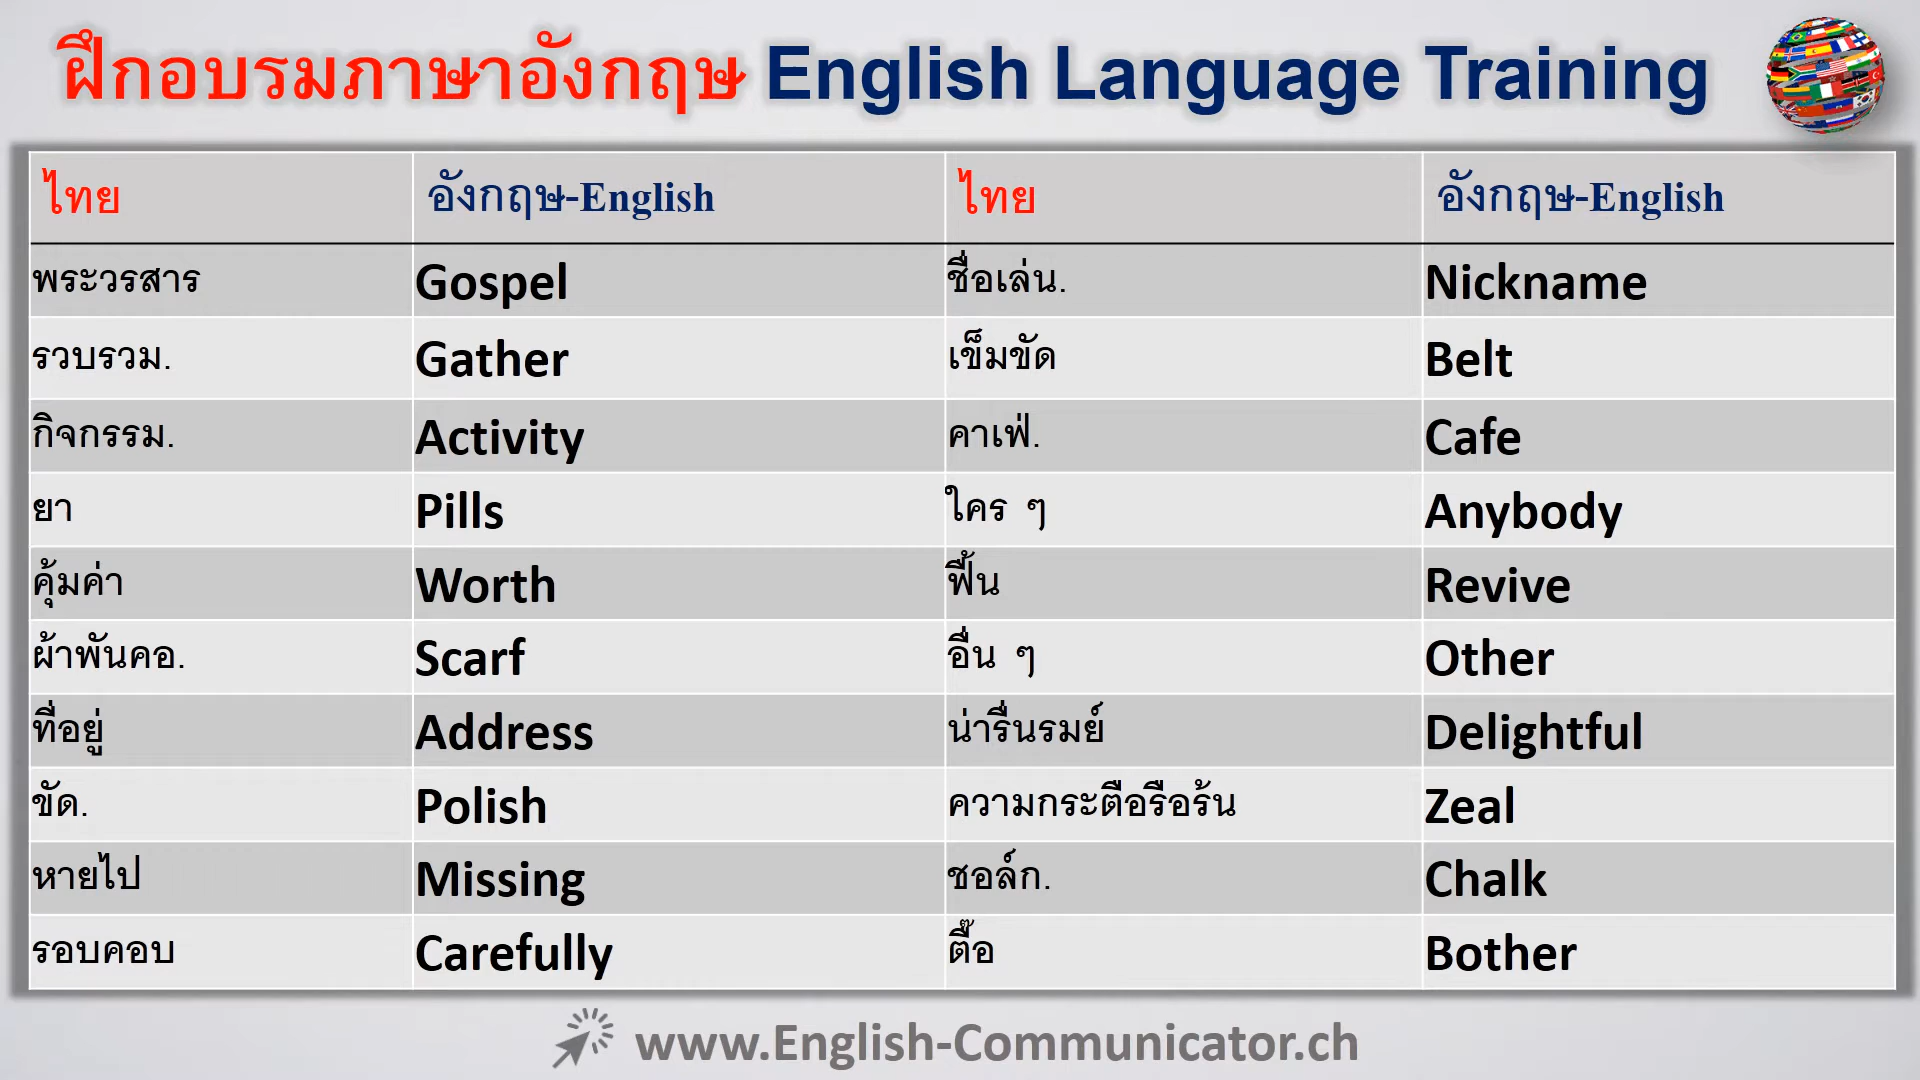 ฝึกอบรมภาษาอังกฤษ English Language Training
ไทย อังกฤษ-English ไทย อังกฤษ-English
พระวรสาร Gospel ชื่อเล่น. Nickname
รวบรวม. Gather เข็มขัด Belt
กิจกรรม. Activity คาเฟ่. Cafe
ยา Pills ใคร ๆ Anybody
คุ้มค่า Worth ฟื้น Revive
ผ้าพันคอ. Scarf อื่น ๆ Other
ที่อยู่ Address น่ารื่นรมย์ Delightful
ขัด. Polish ความกระตือรือร้น Zeal
หายไป Missing ชอล์ก. Chalk
รอบคอบ Carefully ตื๊อ Bother
www.English-Communicator.ch